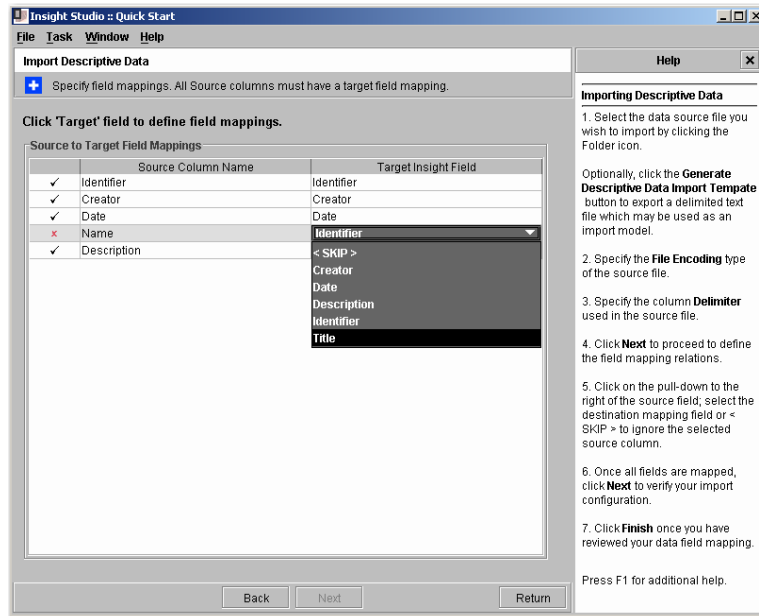 Insight Studio :: Quick Start
File Task Window Help
Import Descriptive Data
Specify field mappings. All Source columns must have a target field mapping.
Click 'Target' field to define field mappings.
Source to Target Field Mappings
Source Column Name Target Insight Field
✓ Identifier Identifier
✓ Creator Creator
✓ Date Date
x Name Identifier
✓ Description
< SKIP >
Creator
Date
Description
Identifier
Title
Back Next Return
Help
Importing Descriptive Data
1. Select the data source file you
wish to import by clicking the
Folder icon.
Optionally, click the Generate
Descriptive Data Import Tempate
button to export a delimited text
file which may be used as an
import model.
2. Specify the File Encoding type
of the source file.
3. Specify the column Delimiter
used in the source file.
4. Click Next to proceed to define
the field mapping relations.
5. Click on the pull-down to the
right of the source field; select the
destination mapping field or <
SKIP > to ignore the selected
source column.
6. Once all fields are mapped,
click Next to verify your import
configuration.
7. Click Finish once you have
reviewed your data field mapping.
Press F1 for additional help.